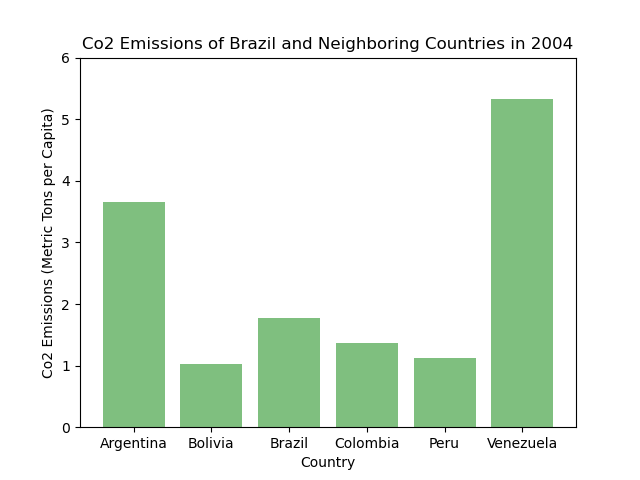 Co2 Emissions of Brazil and Neighboring Countries in 2004
Co2 Emissions (Metric Tons per Capita)
6
5
4
3
2
1
0
Argentina Bolivia Brazil Colombia Peru Venezuela
Country